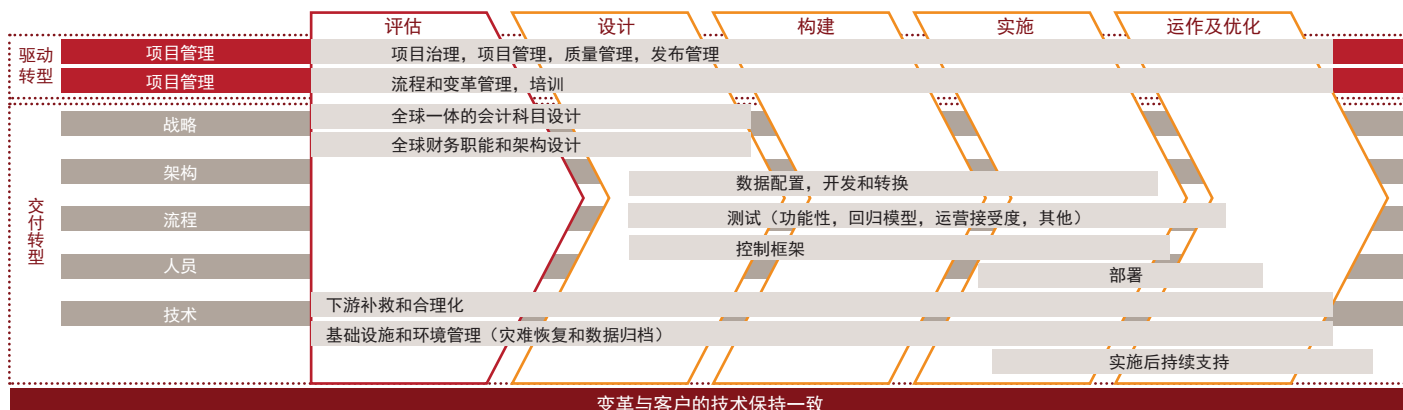 评估
设计
构建
实施
运作及优化
驱动
转型
项目管理
项目治理，项目管理，质量管理，发布管理
项目管理
流程和变革管理，培训
交付转型
战略
全球一体的会计科目设计
全球财务职能和架构设计
架构
数据配置，开发和转换
流程
测试（功能性，回归模型，运营接受度，其他）
控制框架
人员
部署
技术
下游补救和合理化
基础设施和环境管理（灾难恢复和数据归档）
实施后持续支持
变革与客户的技术保持一致